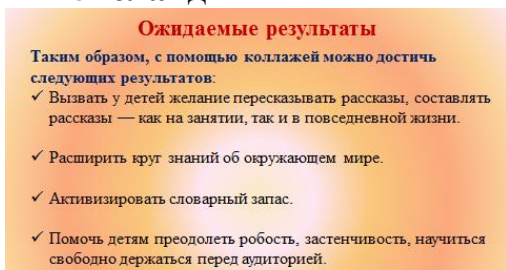 Ожидаемые результаты
Таким образом, с помощью коллажей можно достичь
следующих результатов:
✓ Вызвать у детей желание пересказывать рассказы, составлять
рассказы — как на занятии, так и в повседневной жизни.
✓ Расширить круг знаний об окружающем мире.
✓ Активизировать словарный запас.
✓ Помочь детям преодолеть робость, застенчивость, научиться
свободно держаться перед аудиторией.